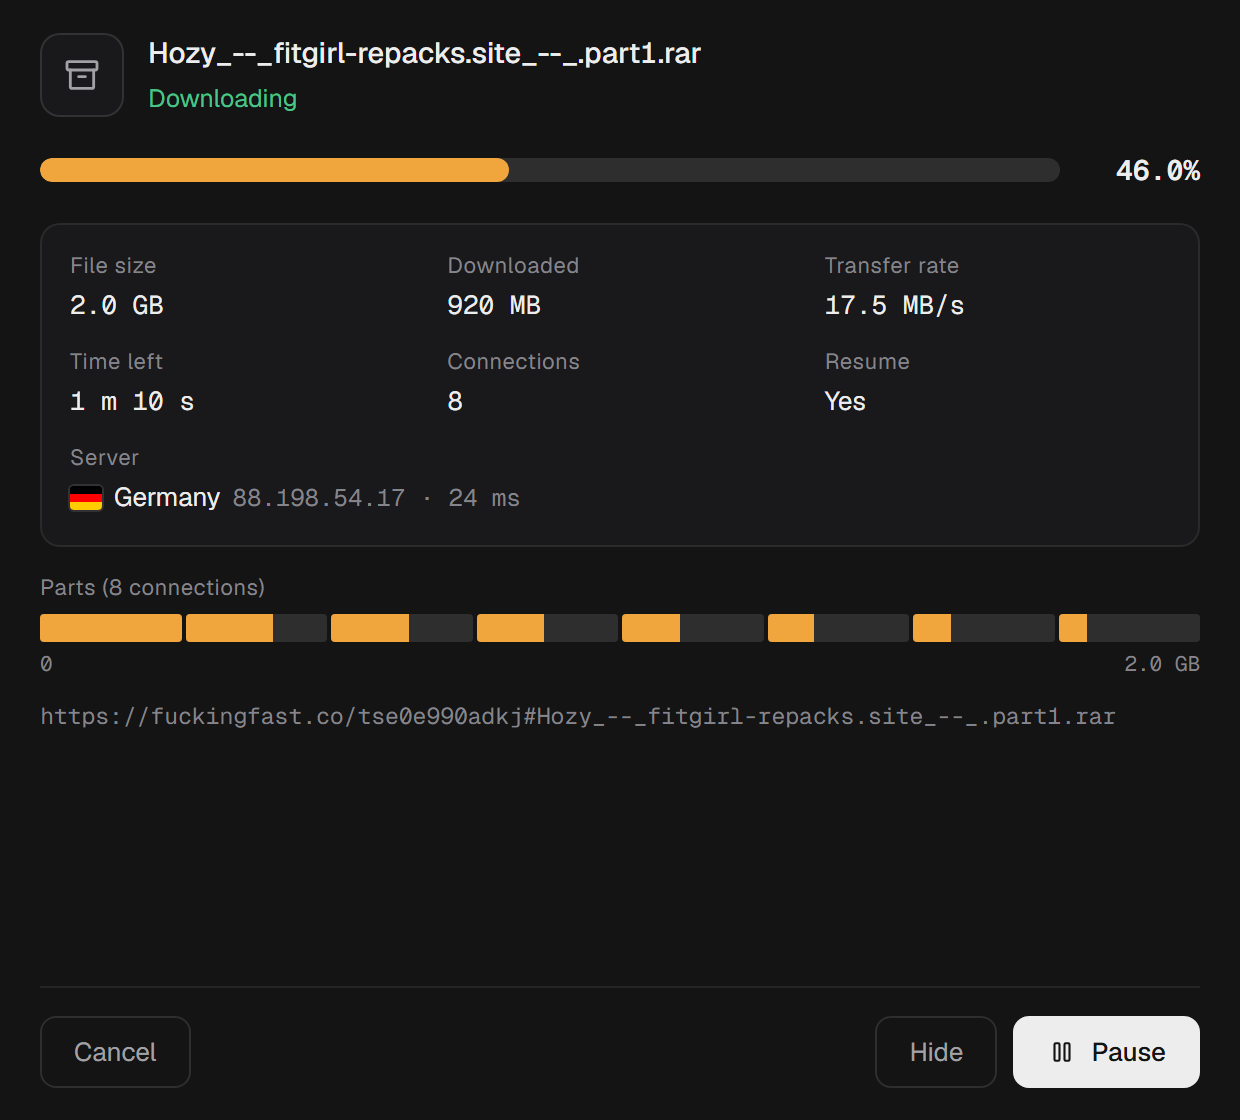 Hozy_--_fitgirl-repacks.site_--_.part1.rar
Downloading
46.0%
File size
Downloaded
Transfer rate
2.0 GB
920 MB
17.5 MB/s
Time left
Connections
Resume
1 m 10 s
8
Yes
Server
Germany 88.198.54.17 · 24 ms
Parts (8 connections)
0
2.0 GB
https://fuckingfast.co/tse0e990adkj#Hozy_--_fitgirl-repacks.site_--_.part1.rar
Cancel
Hide
Pause